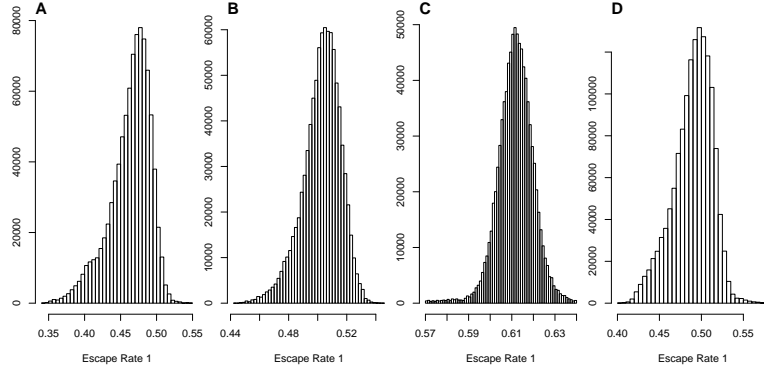 A
0 20000 40000 60000 80000
0.35 0.40 0.45 0.50 0.55
Escape Rate 1
B
0 10000 20000 30000 40000 50000 60000
0.44 0.48 0.52
Escape Rate 1
C
0 10000 20000 30000 40000 50000
0.57 0.59 0.61 0.63
Escape Rate 1
D
0 20000 40000 60000 80000 100000
0.40 0.45 0.50 0.55
Escape Rate 1